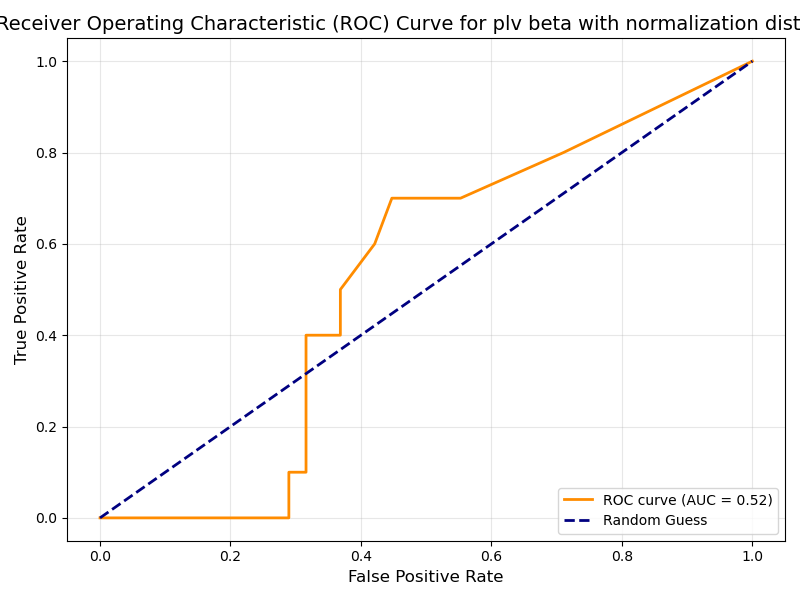 Receiver Operating Characteristic (ROC) Curve for plv beta with normalization dist
1.0
0.8
0.6
0.4
0.2
0.0
True Positive Rate
0.0 0.2 0.4 0.6 0.8 1.0
False Positive Rate
ROC curve (AUC = 0.52)
Random Guess